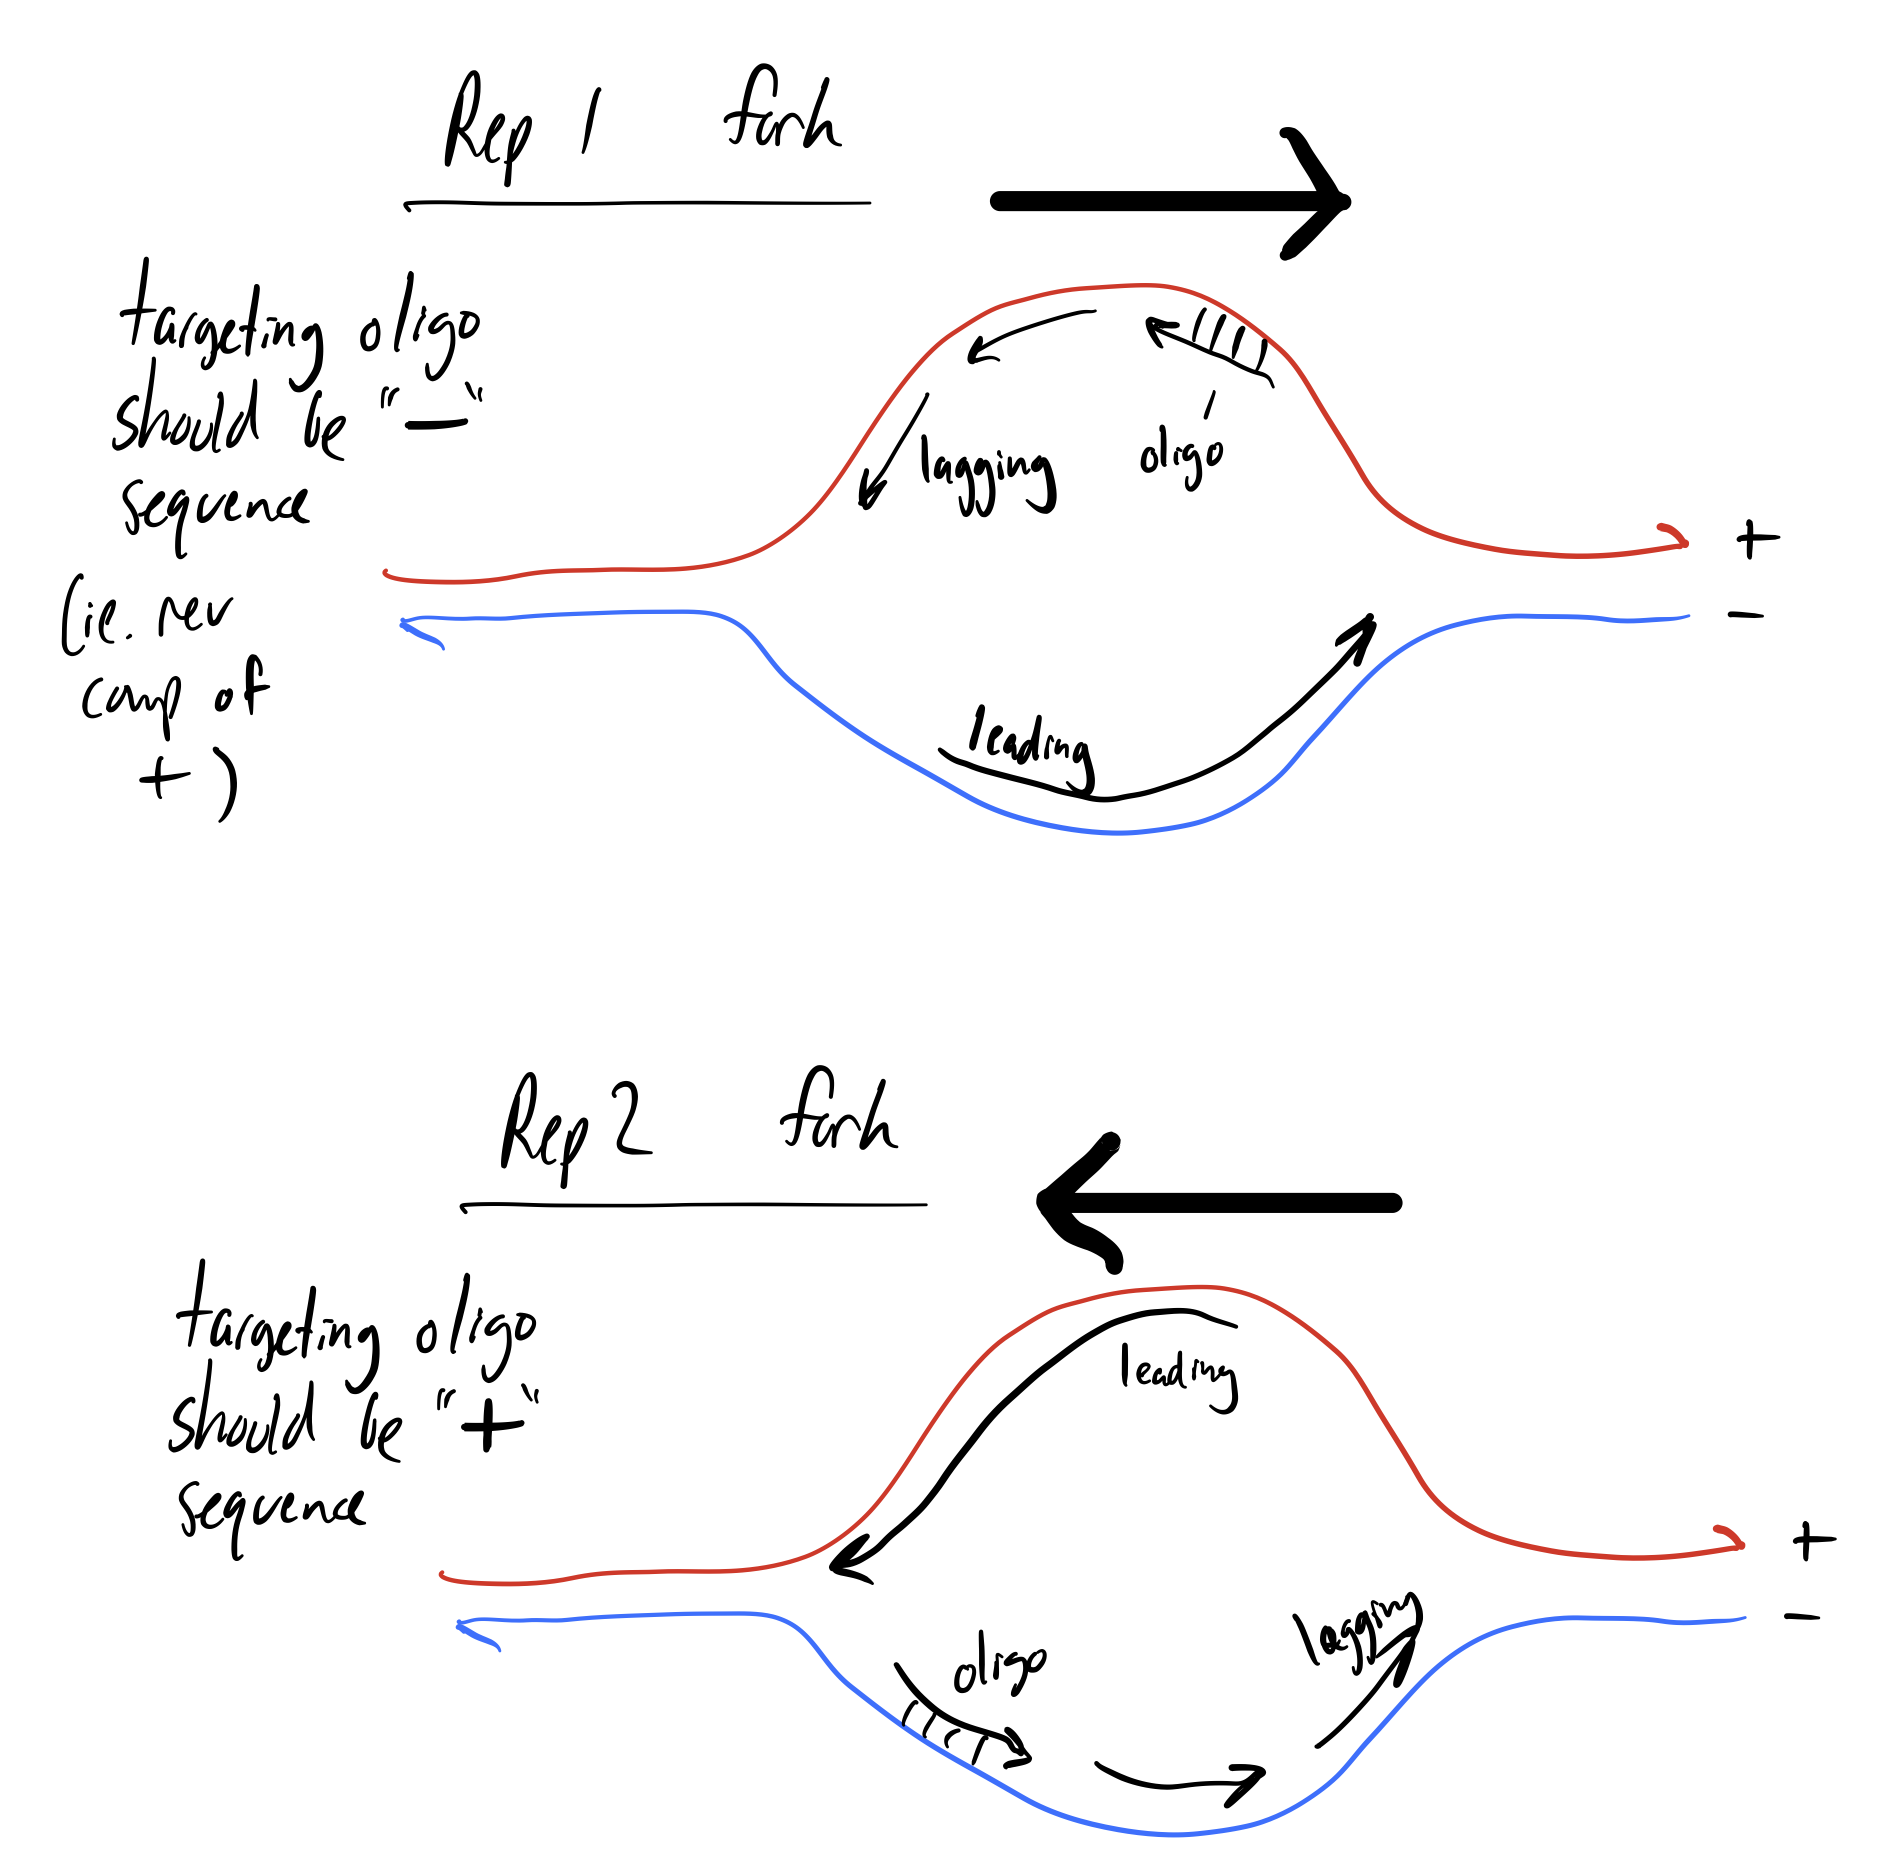 Rep 1 fork
targeting oligo
should be "-"
sequence
(ie. rev
comp of
+)
lagging
oligo
leading
+
-
Rep 2 fork
targeting oligo
should be "+"
sequence
leading
oligo
lagging
+
-